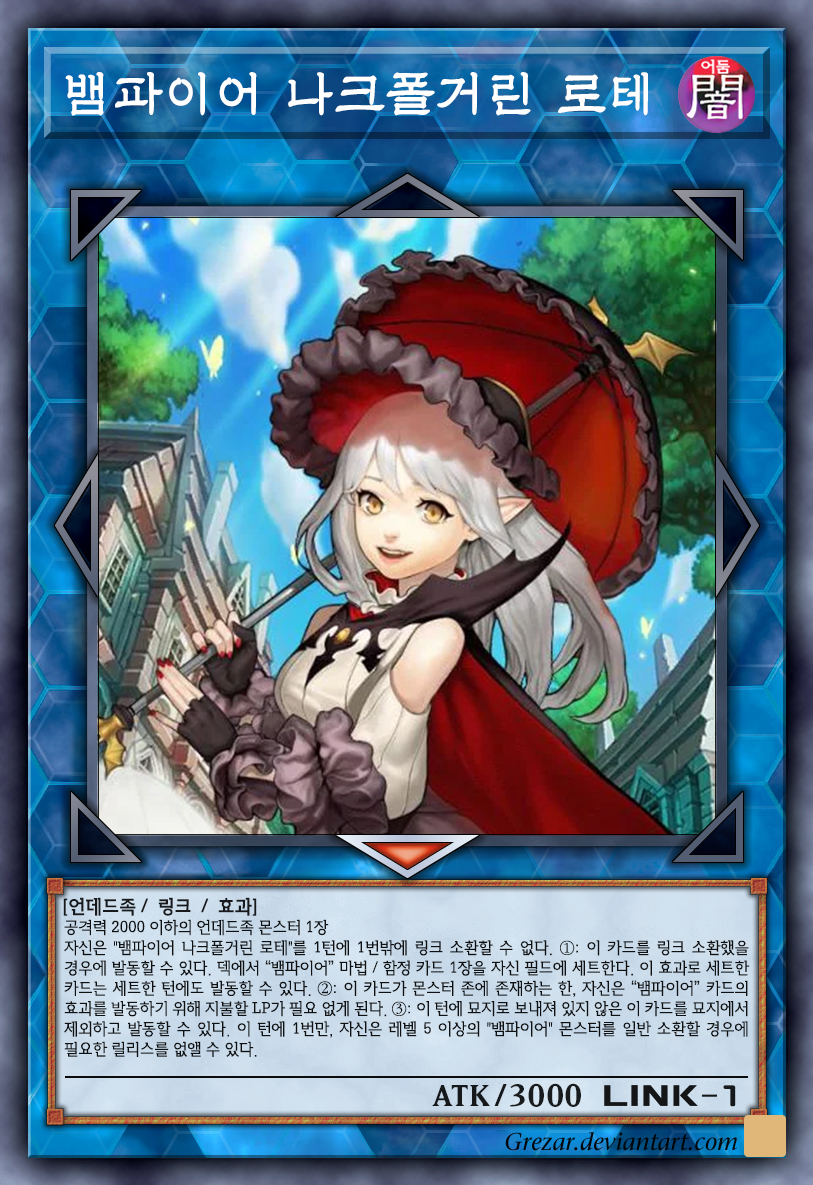 뱀파이어 나크폴거린 로테
어둠
闇
[언데드족 / 링크 / 효과]
공격력 2000 이하의 언데드족 몬스터 1장
자신은 "뱀파이어 나크폴거린 로테"를 1턴에 1번밖에 링크 소환할 수 없다. ①: 이 카드를 링크 소환했을
경우에 발동할 수 있다. 덱에서 “뱀파이어” 마법 / 함정 카드 1장을 자신 필드에 세트한다. 이 효과로 세트한
카드는 세트한 턴에도 발동할 수 있다. ②: 이 카드가 몬스터 존에 존재하는 한, 자신은 “뱀파이어” 카드의
효과를 발동하기 위해 지불할 LP가 필요 없게 된다. ③: 이 턴에 묘지로 보내져 있지 않은 이 카드를 묘지에서
제외하고 발동할 수 있다. 이 턴에 1번만, 자신은 레벨 5 이상의 "뱀파이어" 몬스터를 일반 소환할 경우에
필요한 릴리스를 없앨 수 있다.
ATK/3000 LINK-1
Grezar.deviantart.com